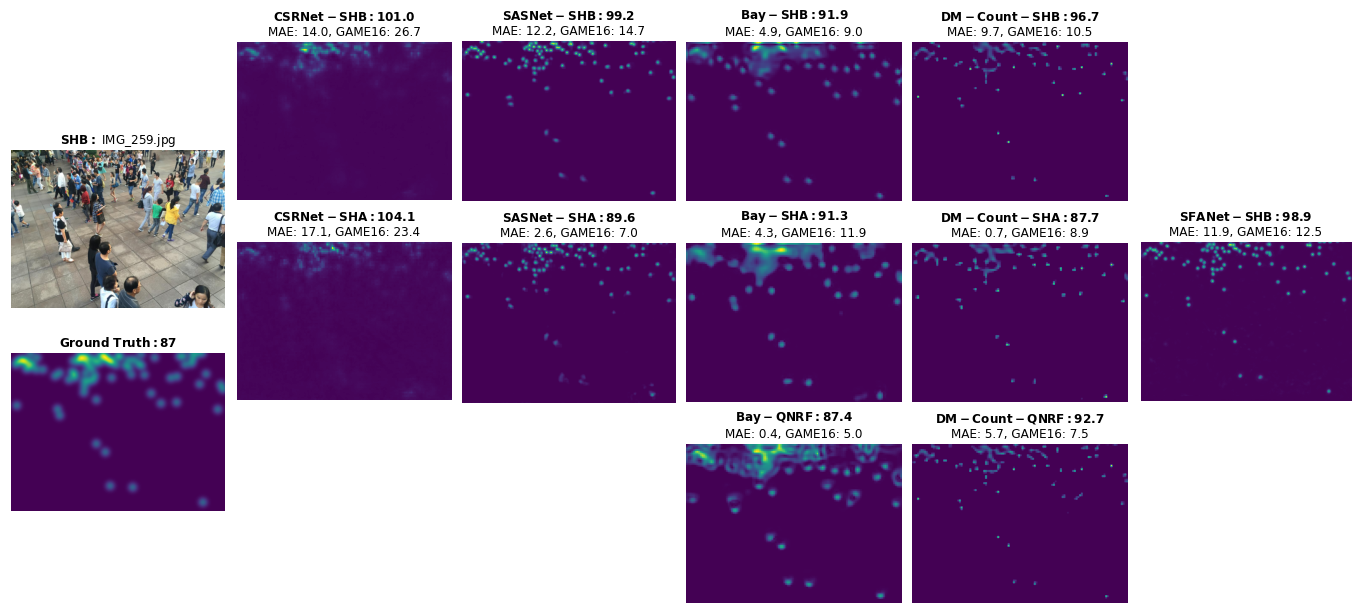 CSRNet−SHB: 101.0
MAE: 14.0, GAME16: 26.7
SASNet−SHB: 99.2
MAE: 12.2, GAME16: 14.7
Bay−SHB: 91.9
MAE: 4.9, GAME16: 9.0
DM−Count−SHB: 96.7
MAE: 9.7, GAME16: 10.5
SHB: IMG_259.jpg
CSRNet−SHA: 104.1
MAE: 17.1, GAME16: 23.4
SASNet−SHA: 89.6
MAE: 2.6, GAME16: 7.0
Bay−SHA: 91.3
MAE: 4.3, GAME16: 11.9
DM−Count−SHA: 87.7
MAE: 0.7, GAME16: 8.9
SFANet−SHB: 98.9
MAE: 11.9, GAME16: 12.5
Ground Truth: 87
Bay−QNRF: 87.4
MAE: 0.4, GAME16: 5.0
DM−Count−QNRF: 92.7
MAE: 5.7, GAME16: 7.5